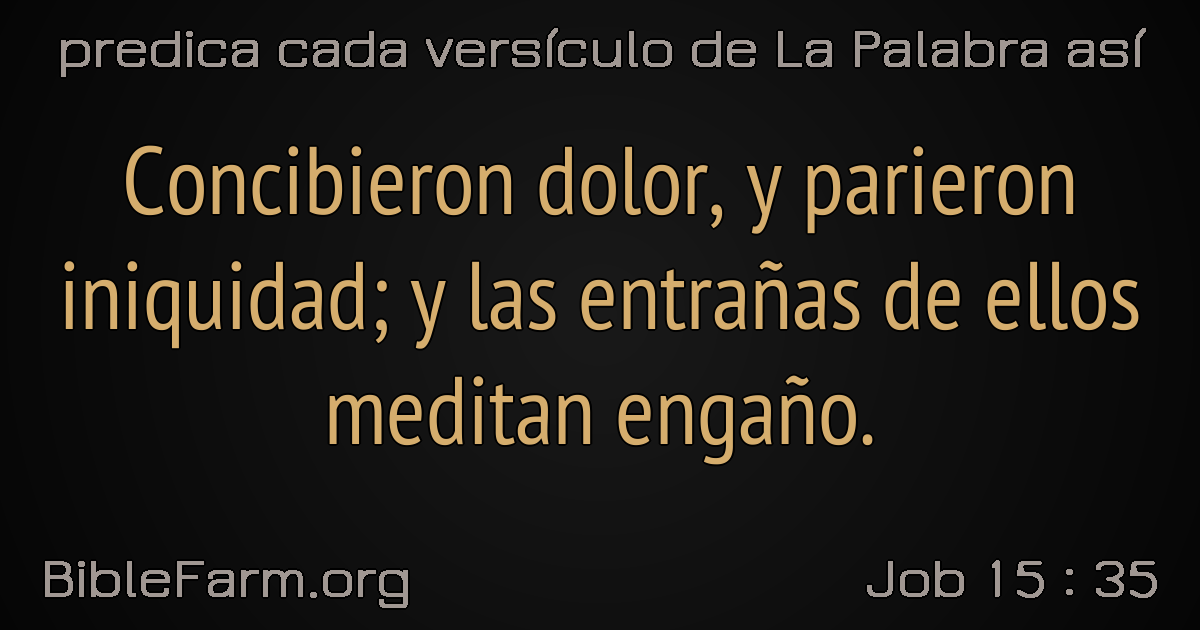 predica cada versículo de La Palabra así
Concibieron dolor, y parieron
iniquidad; y las entrañas de ellos
meditan engaño.
BibleFarm.org
Job 15 : 35